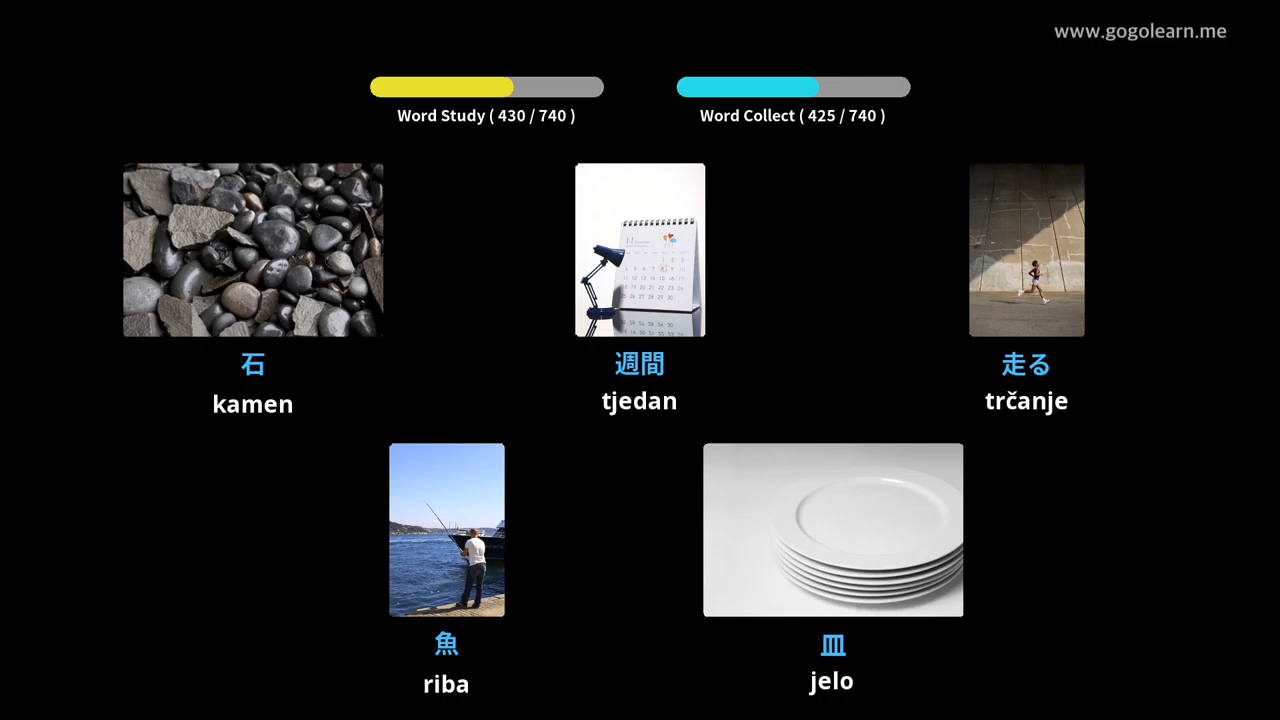 www.gogolearn.me
Word Study ( 430 / 740 )
Word Collect ( 425 / 740 )
石
kamen
週間
tjedan
走る
trčanje
魚
riba
皿
jelo